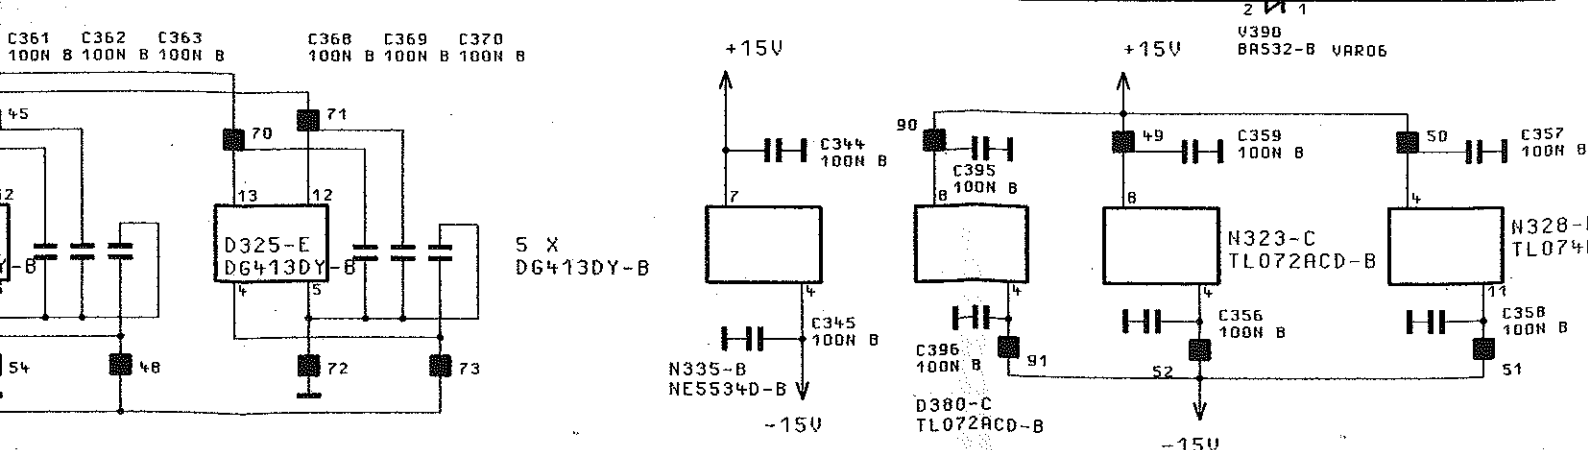 2 1
V390
BA532-B VAR06
C361 C362 C363
100N B 100N B 100N B
C368 C369 C370
100N B 100N B 100N B
+15V
+15V
45
70
71
13
12
D325-E
DG413DY-B
4
5
Y-B
54
48
72
73
5 X
DG413DY-B
C344
100N B
7
4
C345
100N B
N335-B
NE5534D-B
-15V
90
C395
100N B
8
4
C396
100N B
91
D380-C
TL072ACD-B
49
C359
100N B
8
N323-C
TL072ACD-B
4
C356
100N B
52
-15V
50
C357
100N B
4
N328-
TL074
11
C358
100N B
51